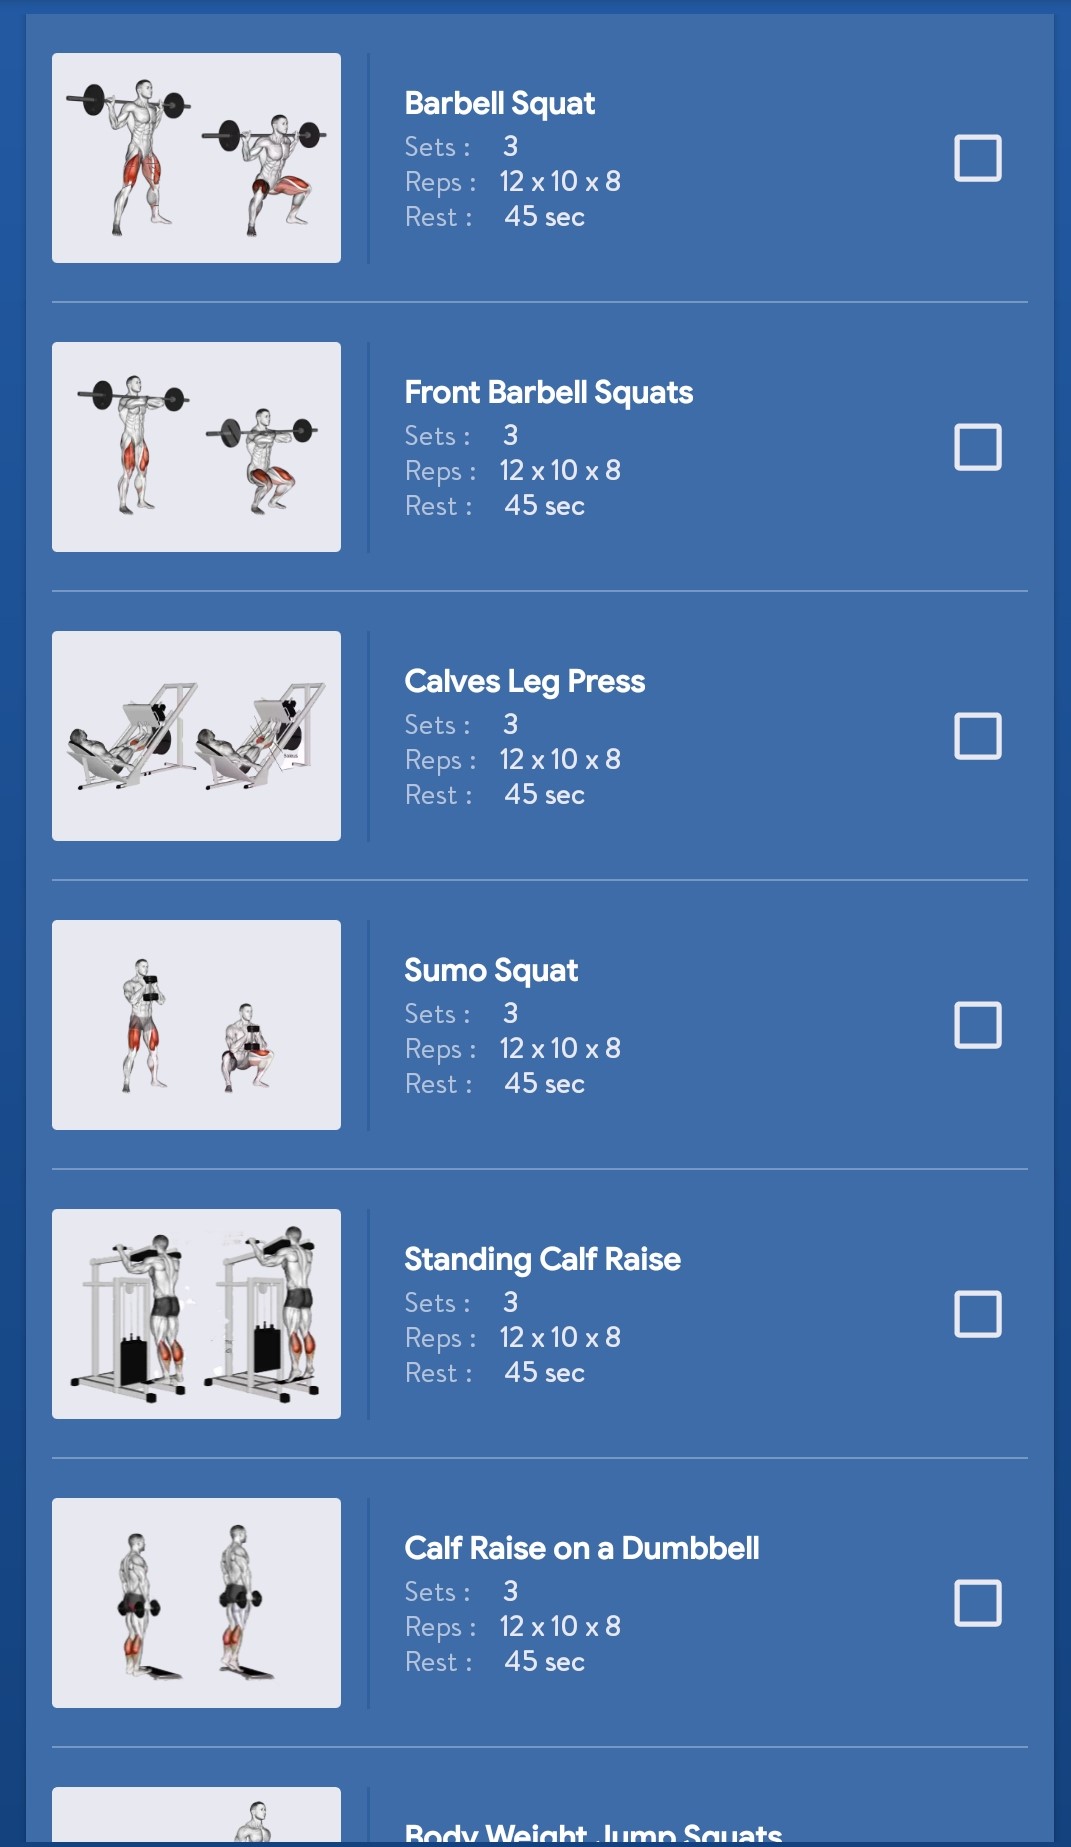 Barbell Squat
Sets : 3
Reps : 12 x 10 x 8
Rest : 45 sec
Front Barbell Squats
Sets : 3
Reps : 12 x 10 x 8
Rest : 45 sec
Calves Leg Press
Sets : 3
Reps : 12 x 10 x 8
Rest : 45 sec
Sumo Squat
Sets : 3
Reps : 12 x 10 x 8
Rest : 45 sec
Standing Calf Raise
Sets : 3
Reps : 12 x 10 x 8
Rest : 45 sec
Calf Raise on a Dumbbell
Sets : 3
Reps : 12 x 10 x 8
Rest : 45 sec
Body Weight Jump Squats